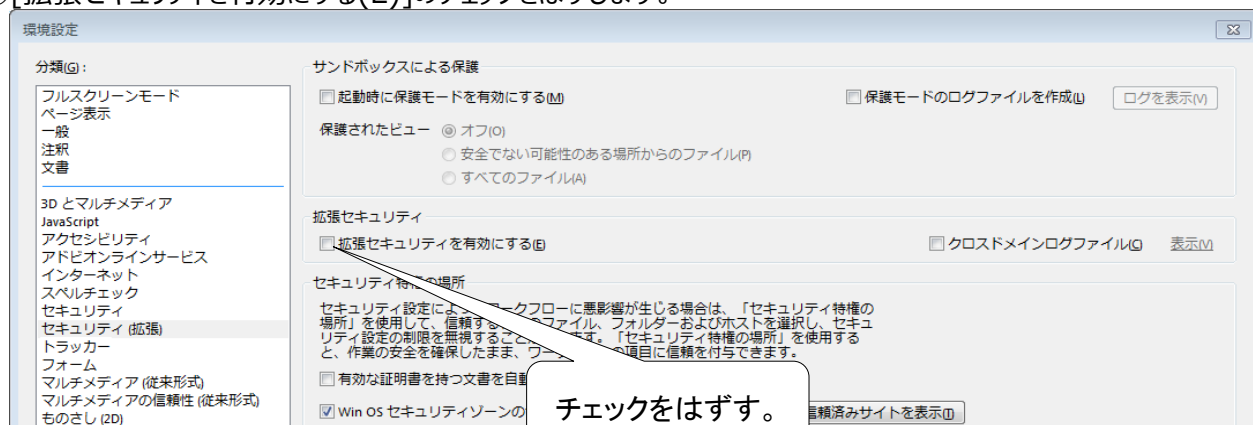 [拡張セキュリティを有効にする(E)]のチェックをはずします。
環境設定
分類(G):
フルスクリーンモード
ページ表示
一般
注釈
文書
3D とマルチメディア
JavaScript
アクセシビリティ
アドビオンラインサービス
インターネット
スペルチェック
セキュリティ
セキュリティ (拡張)
トラッカー
フォーム
マルチメディア (従来形式)
マルチメディアの信頼性 (従来形式)
ものさし (2D)
サンドボックスによる保護
起動時に保護モードを有効にする(M)
保護モードのログファイルを作成(L) ログを表示(V)
保護されたビュー オフ(O)
安全でない可能性のある場所からのファイル(P)
すべてのファイル(A)
拡張セキュリティ
拡張セキュリティを有効にする(E)
クロスドメインログファイル(C) 表示(V)
セキュリティ特権の場所
セキュリティ設定によ ワークフローに悪影響が生じる場合は、「セキュリティ特権の
場所」を使用して、信頼する のファイル、フォルダーおよびホストを選択し、セキュ
リティ設定の制限を無視すること ます。「セキュリティ特権の場所」を使用する
と、作業の安全を確保したまま、ワー の項目に信頼を付与できます。
有効な証明書を持つ文書を自動
Win OS セキュリティゾーンの 信頼済みサイトを表示(T)
チェックをはずす。